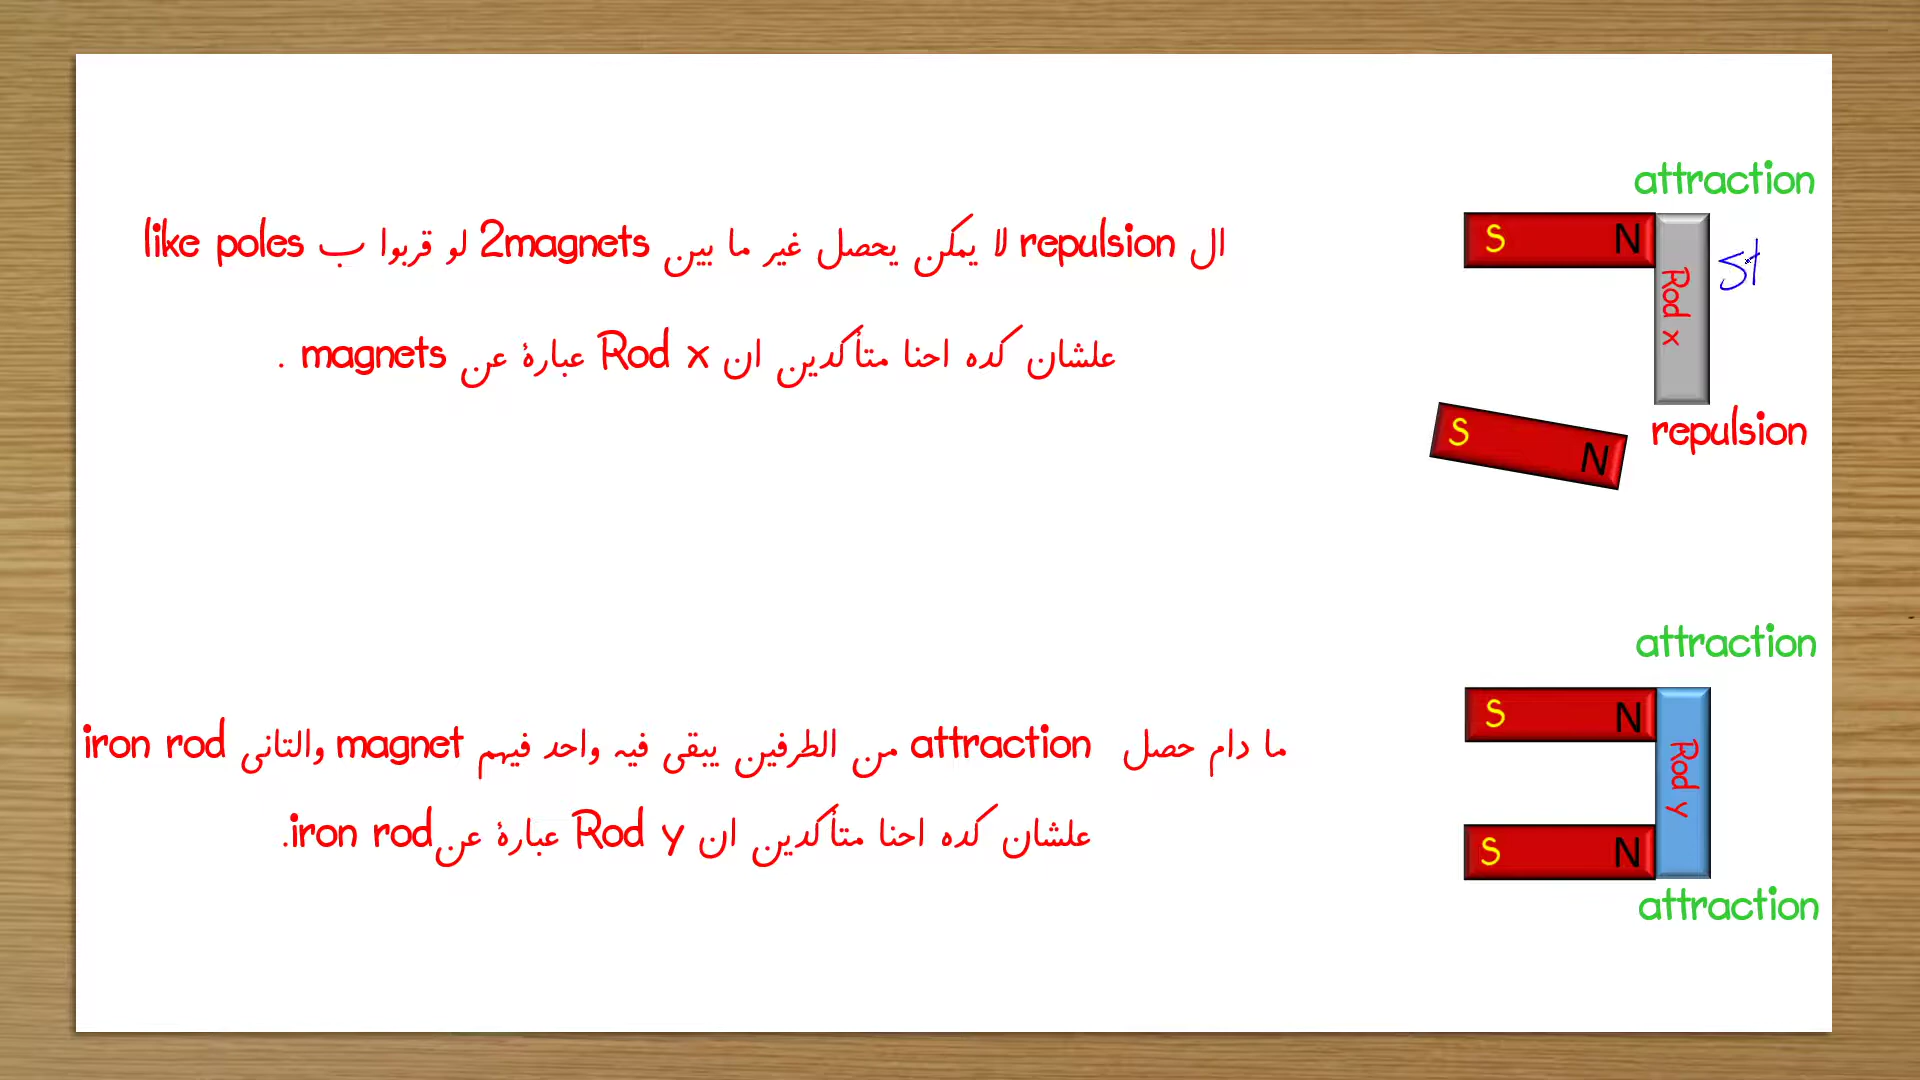 attraction
S N
Rod x
ال repulsion لا يمكن يحصل غير ما بين 2magnets لو قربوا ب like poles
علشان كده احنا متأكدين ان Rod x عبارة عن magnets .
S N
repulsion
attraction
S N
Rod y
ما دام حصل attraction من الطرفين يبقى فيه واحد فيهم magnet والتانى iron rod
علشان كده احنا متأكدين ان Rod y عبارة عن iron rod.
S N
attraction